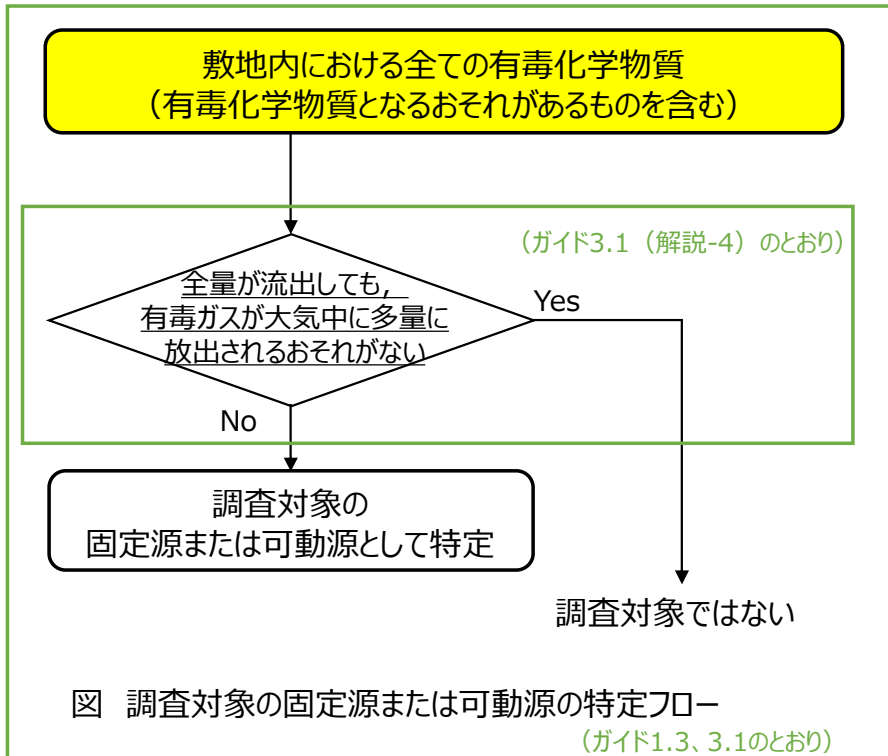 敷地内における全ての有毒化学物質
（有毒化学物質となるおそれがあるものを含む）
（ガイド3.1（解説-4）のとおり）
全量が流出しても，
有毒ガスが大気中に多量に
放出されるおそれがない
Yes
No
調査対象の
固定源または可動源として特定
調査対象ではない
図　調査対象の固定源または可動源の特定フロー
（ガイド1.3、3.1のとおり）